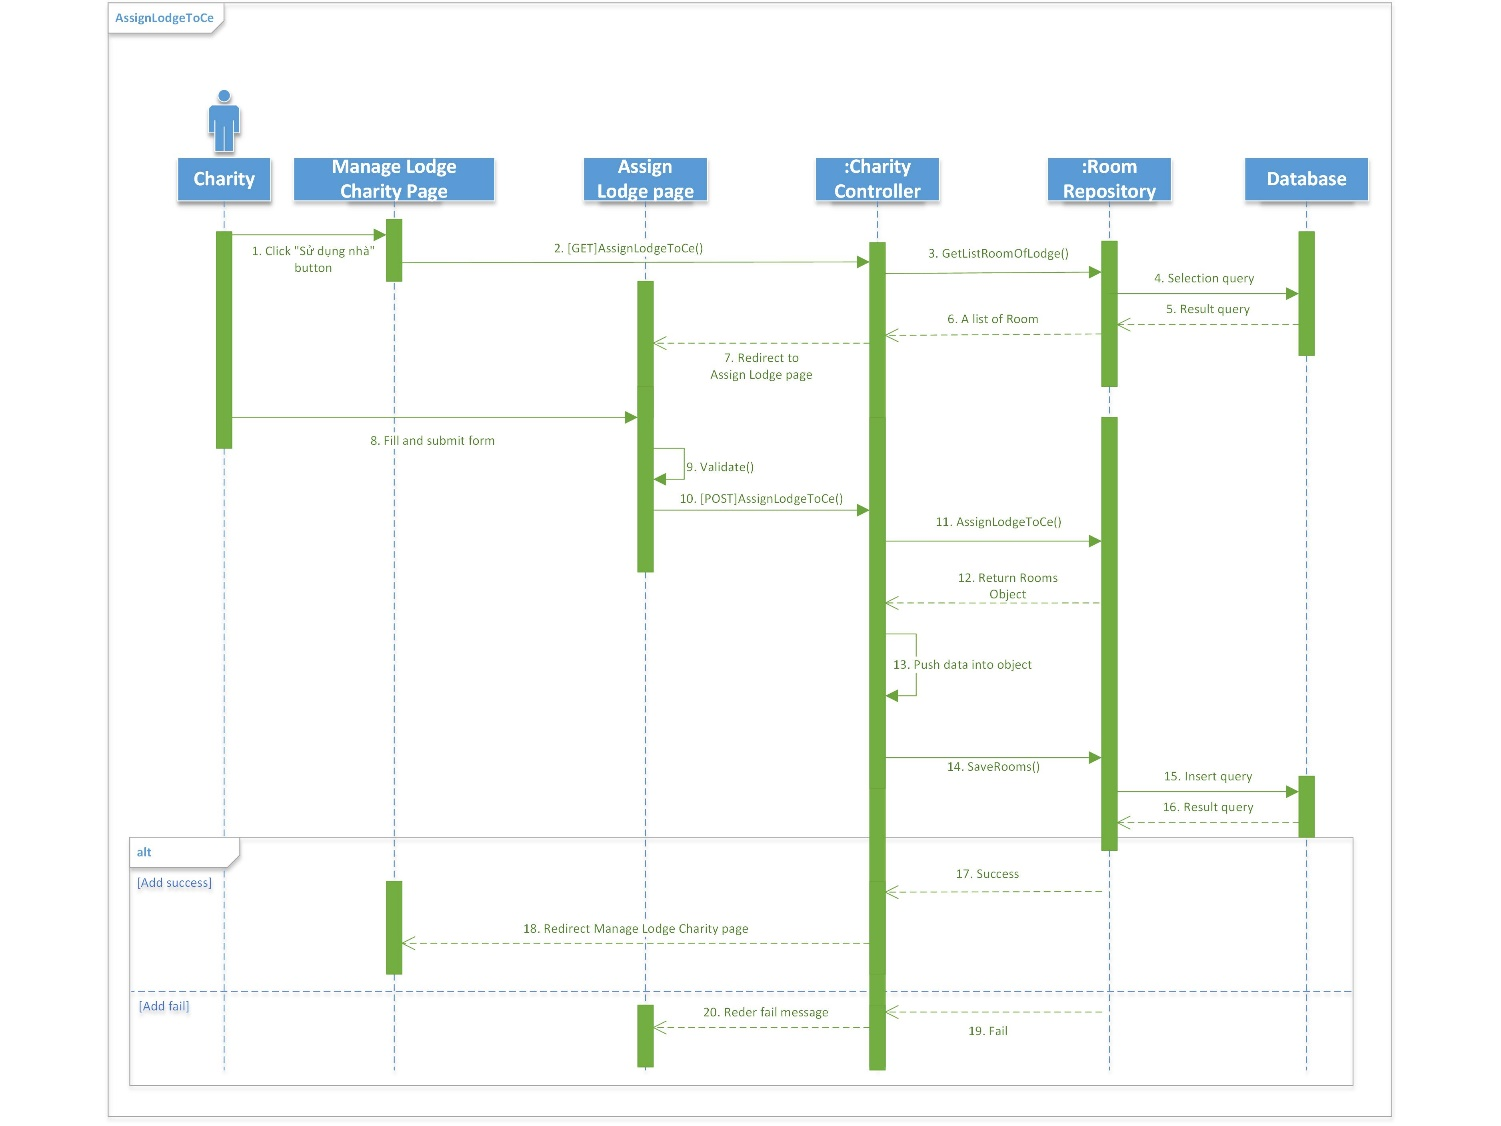 AssignLodgeToCe
Charity
Manage Lodge
Charity Page
Assign
Lodge page
:Charity
Controller
:Room
Repository
Database
1. Click "Sử dụng nhà"
button
2. [GET]AssignLodgeToCe()
3. GetListRoomOfLodge()
4. Selection query
5. Result query
6. A list of Room
7. Redirect to
Assign Lodge page
8. Fill and submit form
9. Validate()
10. [POST]AssignLodgeToCe()
11. AssignLodgeToCe()
12. Return Rooms
Object
13. Push data into object
14. SaveRooms()
15. Insert query
16. Result query
alt
[Add success]
17. Success
18. Redirect Manage Lodge Charity page
[Add fail]
20. Reder fail message
19. Fail